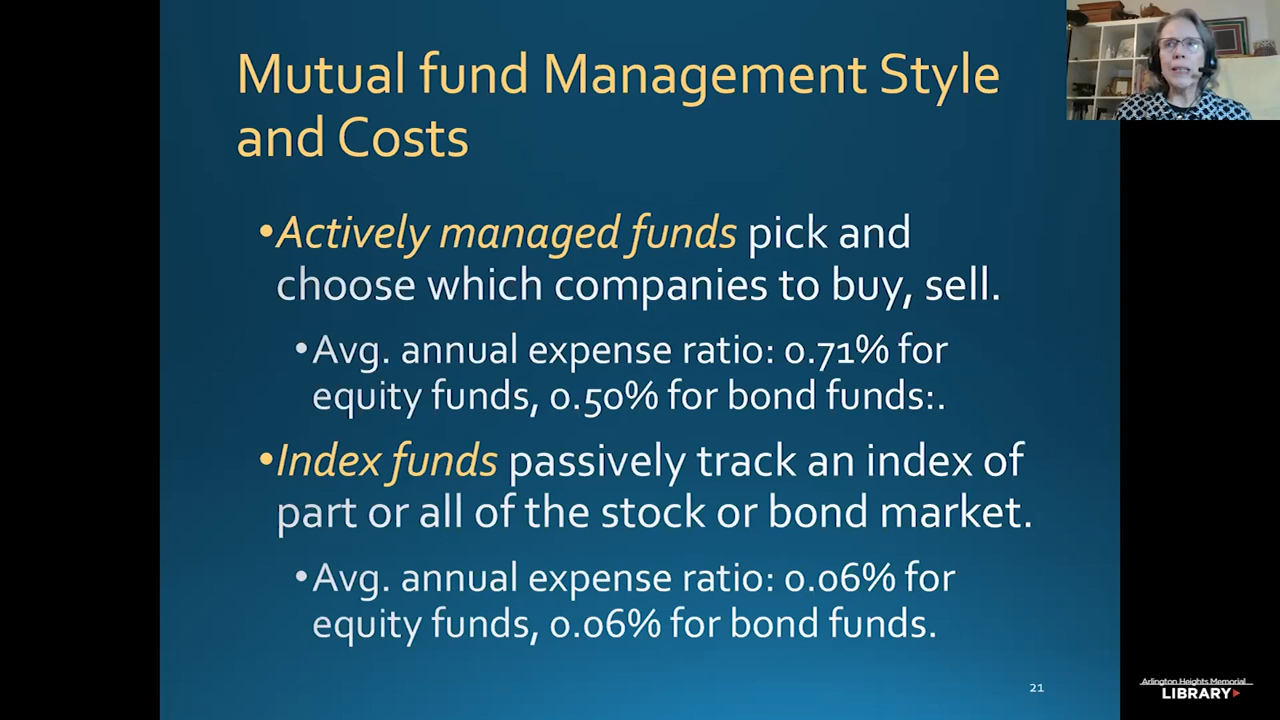 Mutual fund Management Style
and Costs
•Actively managed funds pick and
choose which companies to buy, sell.
•Avg. annual expense ratio: 0.71% for
equity funds, 0.50% for bond funds:.
•Index funds passively track an index of
part or all of the stock or bond market.
•Avg. annual expense ratio: 0.06% for
equity funds, 0.06% for bond funds.
21
Arlington Heights Memorial
LIBRARY